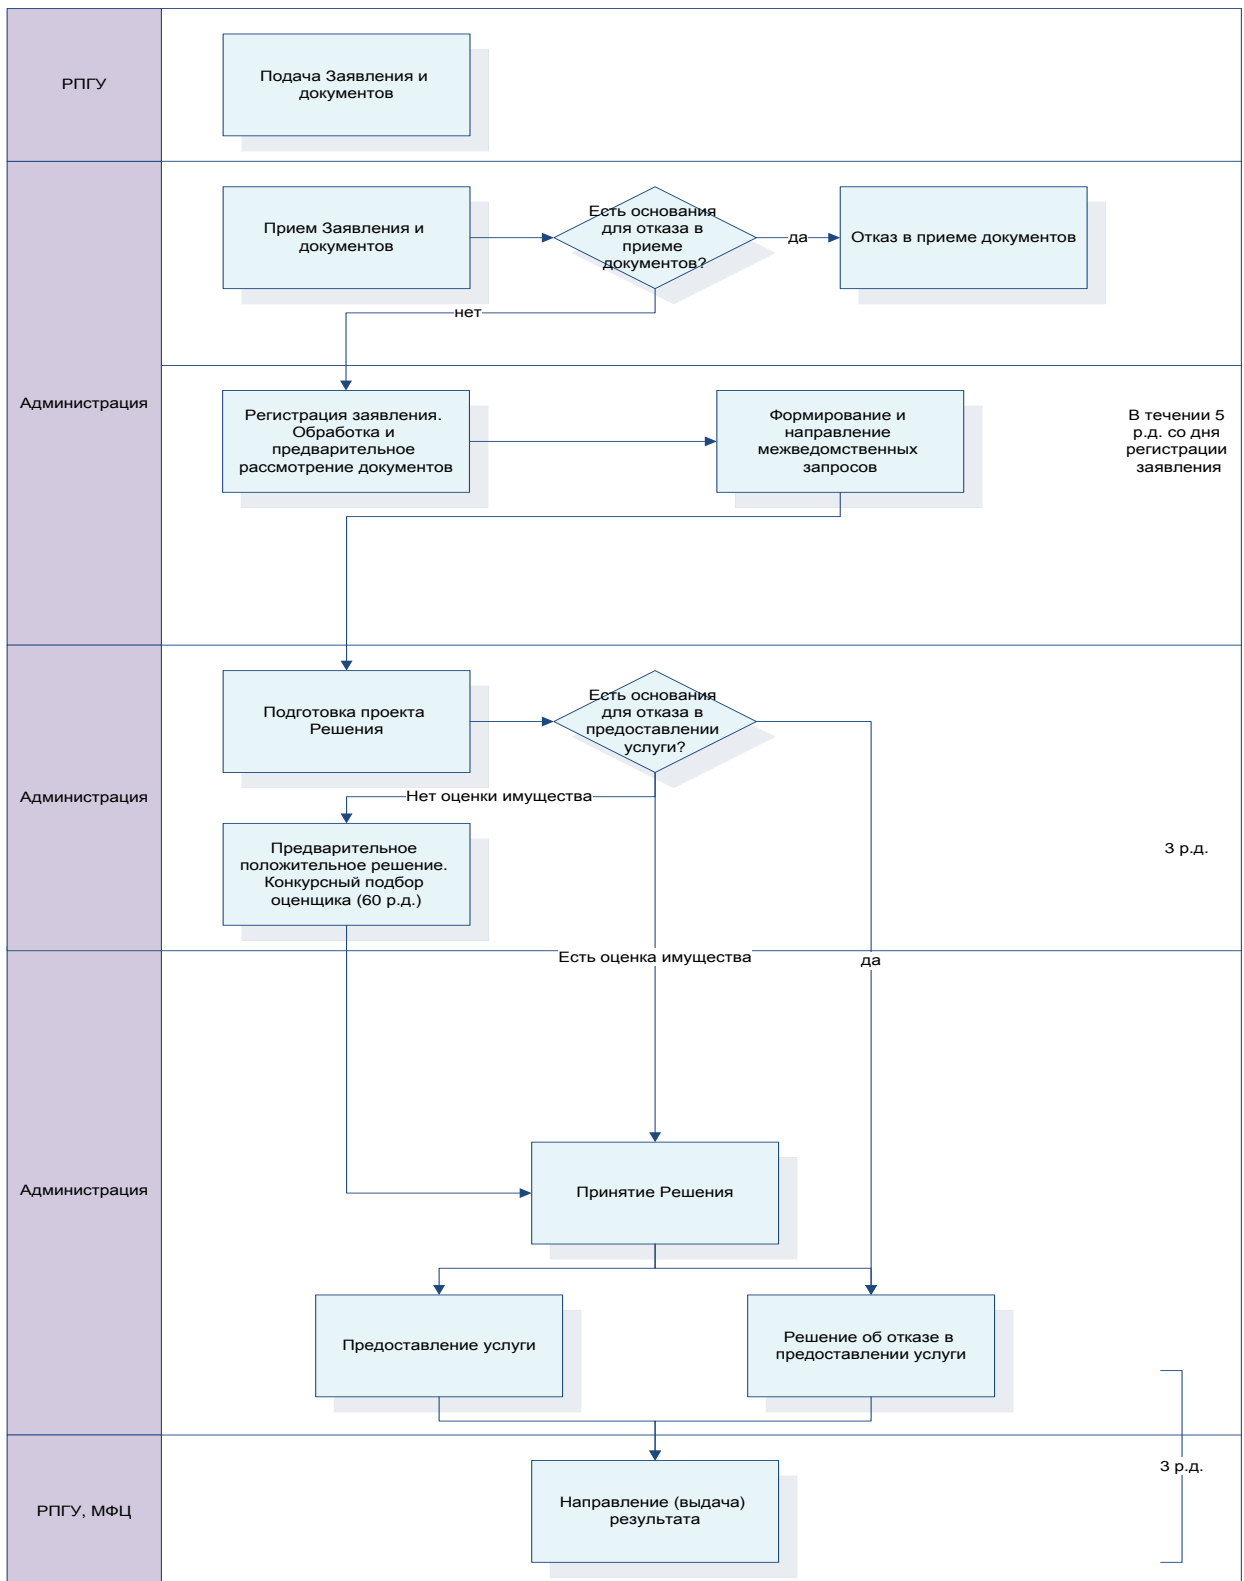 РПГУ
Подача Заявления и
документов
Администрация
Прием Заявления и
документов
Есть основания
для отказа в
приеме
документов?
да
Отказ в приеме документов
нет
Регистрация заявления.
Обработка и
предварительное
рассмотрение документов
Формирование и
направление
межведомственных
запросов
В течении 5
р.д. со дня
регистрации
заявления
Администрация
Подготовка проекта
Решения
Есть основания
для отказа в
предоставлении
услуги?
Нет оценки имущества
Предварительное
положительное решение.
Конкурсный подбор
оценщика (60 р.д.)
3 р.д.
Есть оценка имущества
да
Администрация
Принятие Решения
Предоставление услуги
Решение об отказе в
предоставлении услуги
3 р.д.
РПГУ, МФЦ
Направление (выдача)
результата